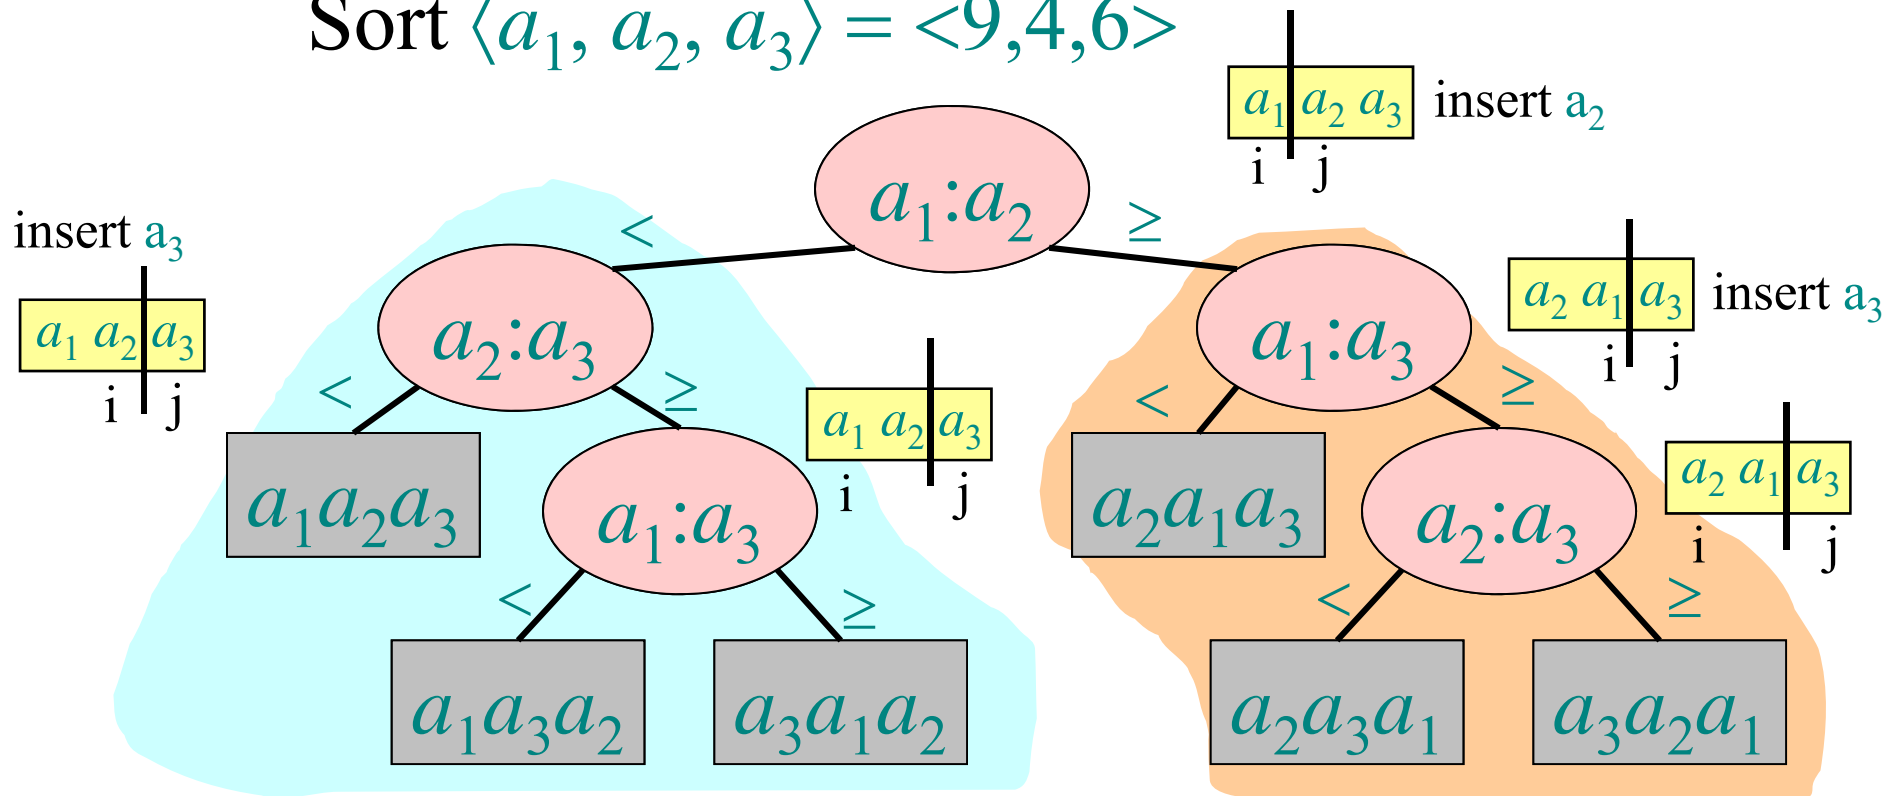 Sort ⟨a₁, a₂, a₃⟩ = <9,4,6>
a₁ a₂ a₃ insert a₂
i j
a₁:a₂
< ≥
insert a₃
a₁ a₂ a₃
i j
a₂:a₃
< ≥
a₁ a₂ a₃
i j
a₁:a₃
< ≥
a₂ a₁ a₃ insert a₃
i j
a₂ a₁ a₃
i j
a₁a₂a₃
a₁:a₃
< ≥
a₂a₁a₃
a₂:a₃
< ≥
a₁a₃a₂
a₃a₁a₂
a₂a₃a₁
a₃a₂a₁